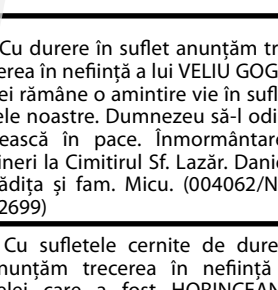 Cu durere în suflet anunțăm tr
erea în neființă a lui VELIU GOG
ei rămâne o amintire vie în sufl
ele noastre. Dumnezeu să-l odi
ească în pace. Înmormântare
ineri la Cimitirul Sf. Lazăr. Danie
ădița și fam. Micu. (004062/N
2699)
Cu sufletele cernite de dure
nunțăm trecerea în neființă
elei care a fost HORINCEAN